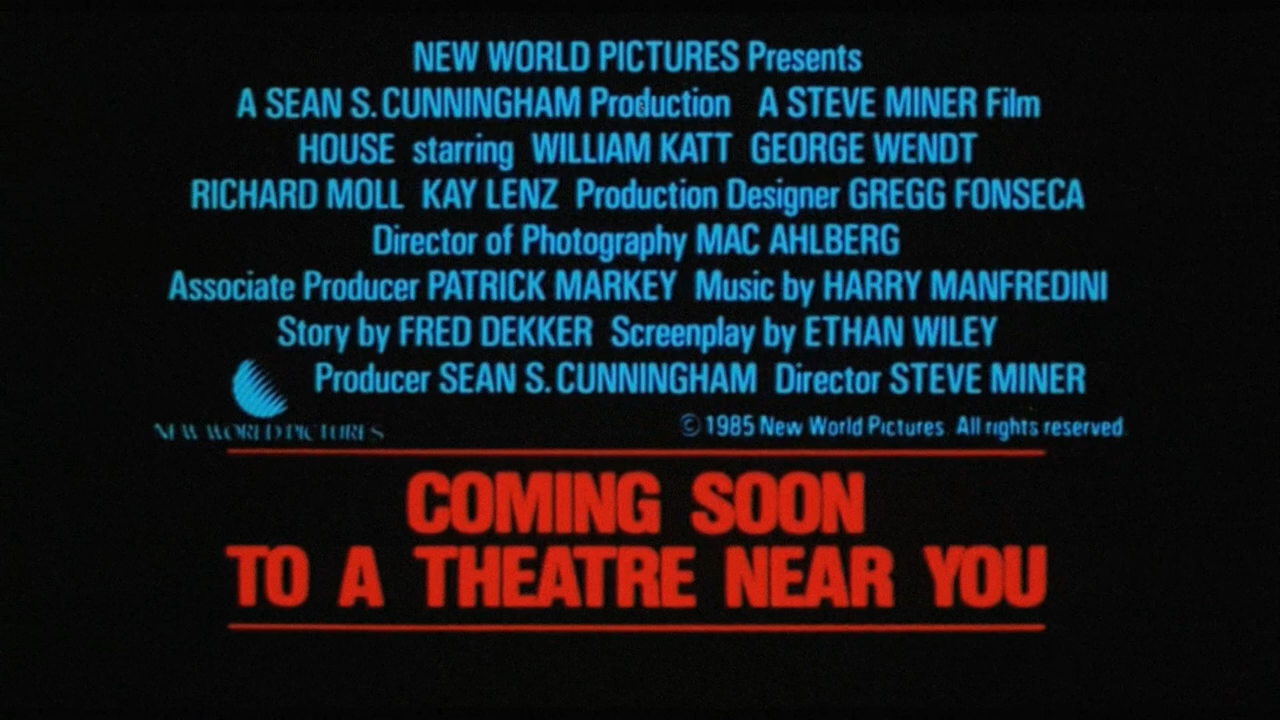 NEW WORLD PICTURES Presents
A SEAN S. CUNNINGHAM Production A STEVE MINER Film
HOUSE starring WILLIAM KATT GEORGE WENDT
RICHARD MOLL KAY LENZ Production Designer GREGG FONSECA
Director of Photography MAC AHLBERG
Associate Producer PATRICK MARKEY Music by HARRY MANFREDINI
Story by FRED DEKKER Screenplay by ETHAN WILEY
Producer SEAN S. CUNNINGHAM Director STEVE MINER
NEW WORLD PICTURES
© 1985 New World Pictures. All rights reserved.
COMING SOON
TO A THEATRE NEAR YOU